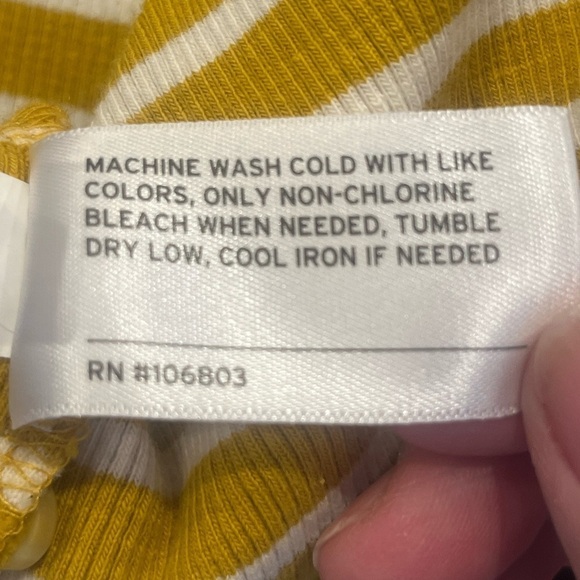 MACHINE WASH COLD WITH LIKE
COLORS, ONLY NON-CHLORINE
BLEACH WHEN NEEDED, TUMBLE
DRY LOW, COOL IRON IF NEEDED
RN #106803